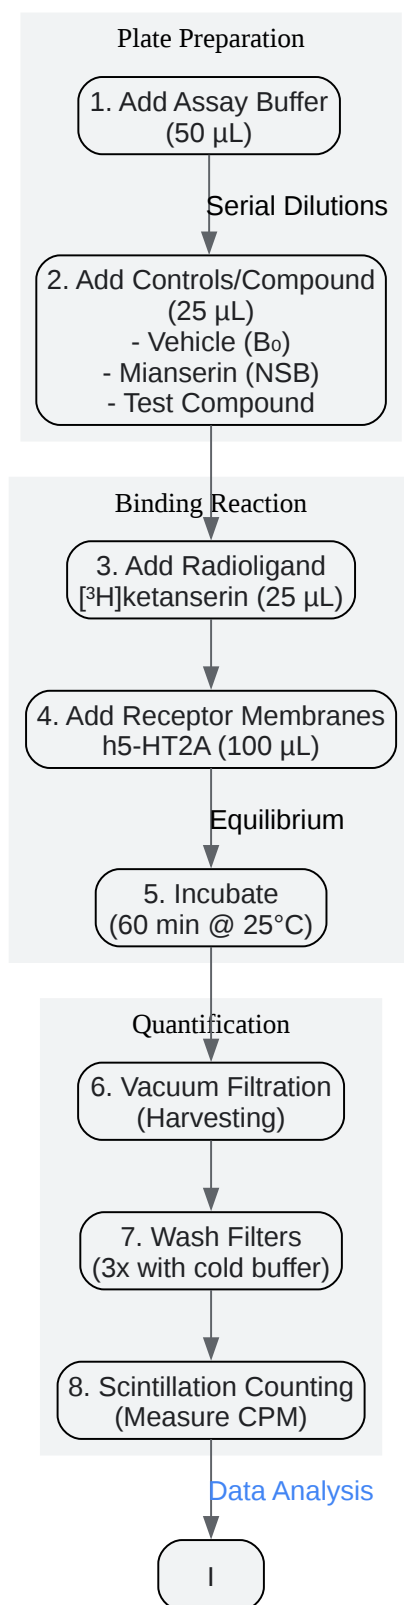 Plate Preparation
1. Add Assay Buffer
(50 µL)
Serial Dilutions
2. Add Controls/Compound
(25 µL)
- Vehicle (B₀)
- Mianserin (NSB)
- Test Compound
Binding Reaction
3. Add Radioligand
[³H]ketanserin (25 µL)
4. Add Receptor Membranes
h5-HT2A (100 µL)
Equilibrium
5. Incubate
(60 min @ 25°C)
Quantification
6. Vacuum Filtration
(Harvesting)
7. Wash Filters
(3x with cold buffer)
8. Scintillation Counting
(Measure CPM)
Data Analysis
I